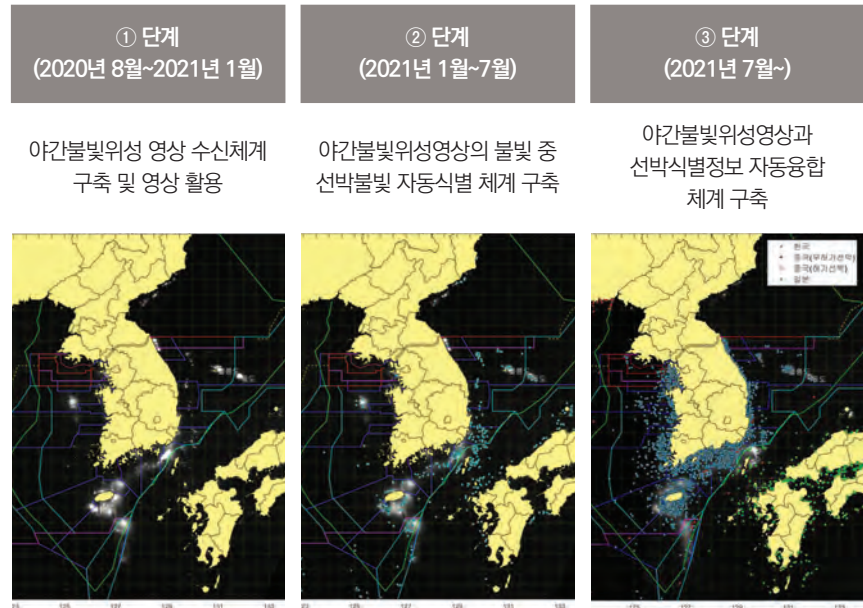 ① 단계
(2020년 8월~2021년 1월)
② 단계
(2021년 1월~7월)
③ 단계
(2021년 7월~)
야간불빛위성 영상 수신체계
구축 및 영상 활용
야간불빛위성영상의 불빛 중
선박불빛 자동식별 체계 구축
야간불빛위성영상과
선박식별정보 자동융합
체계 구축
한국
중국(무허가선박)
중국(허가선박)
일본